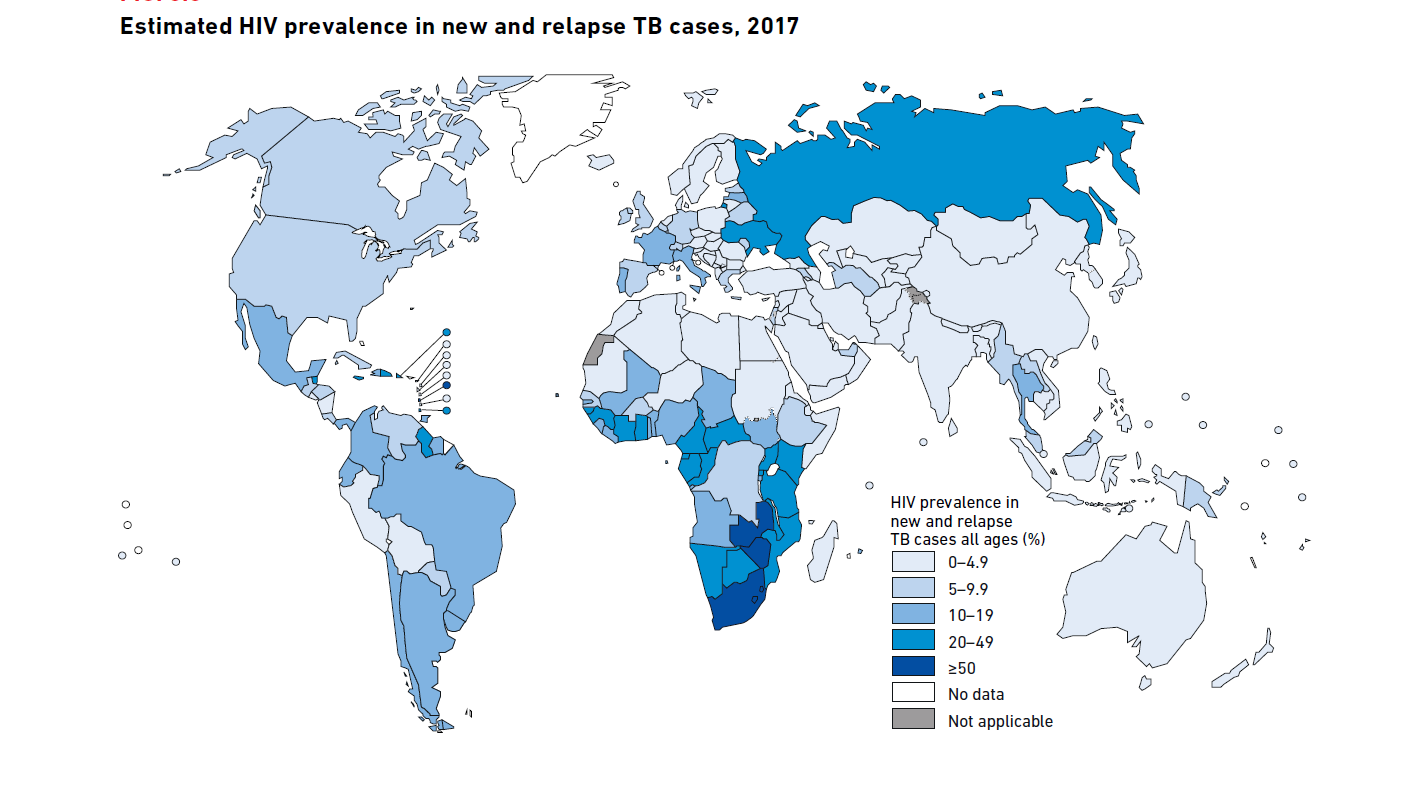 Estimated HIV prevalence in new and relapse TB cases, 2017
HIV prevalence in
new and relapse
TB cases all ages (%)
0–4.9
5–9.9
10–19
20–49
≥50
No data
Not applicable